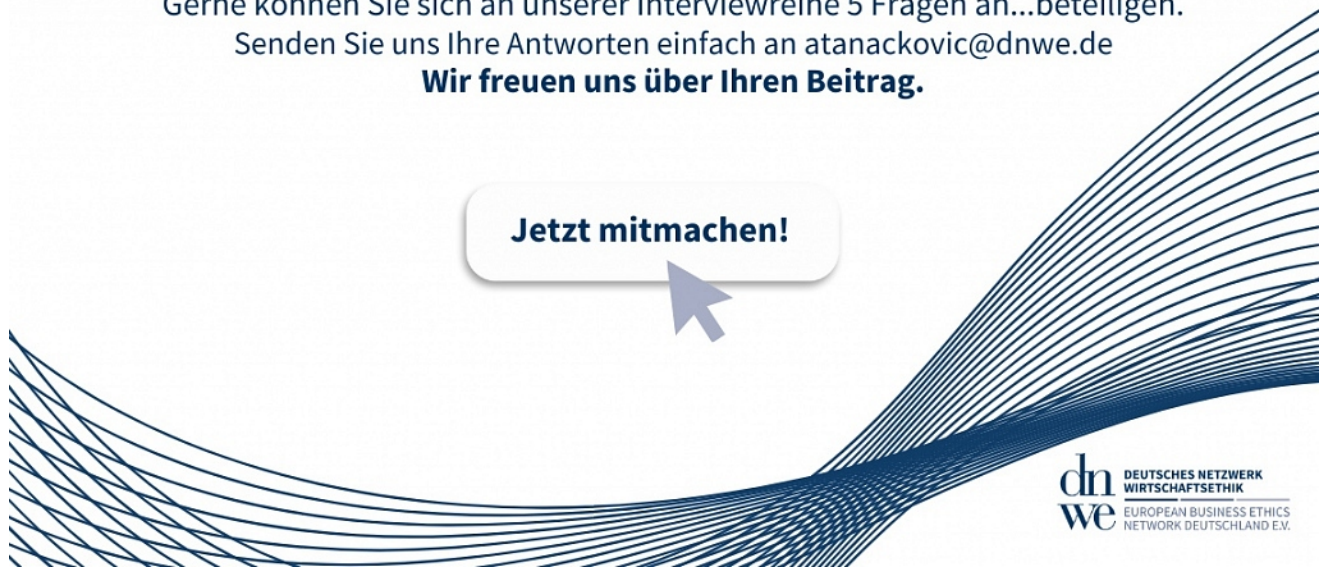 Gerne können Sie sich an unserer Interviewreihe 5 Fragen an...beteiligen.
Senden Sie uns Ihre Antworten einfach an atanackovic@dnwe.de
Wir freuen uns über Ihren Beitrag.
Jetzt mitmachen!
dn
we
DEUTSCHES NETZWERK
WIRTSCHAFTSETHIK
EUROPEAN BUSINESS ETHICS
NETWORK DEUTSCHLAND E.V.